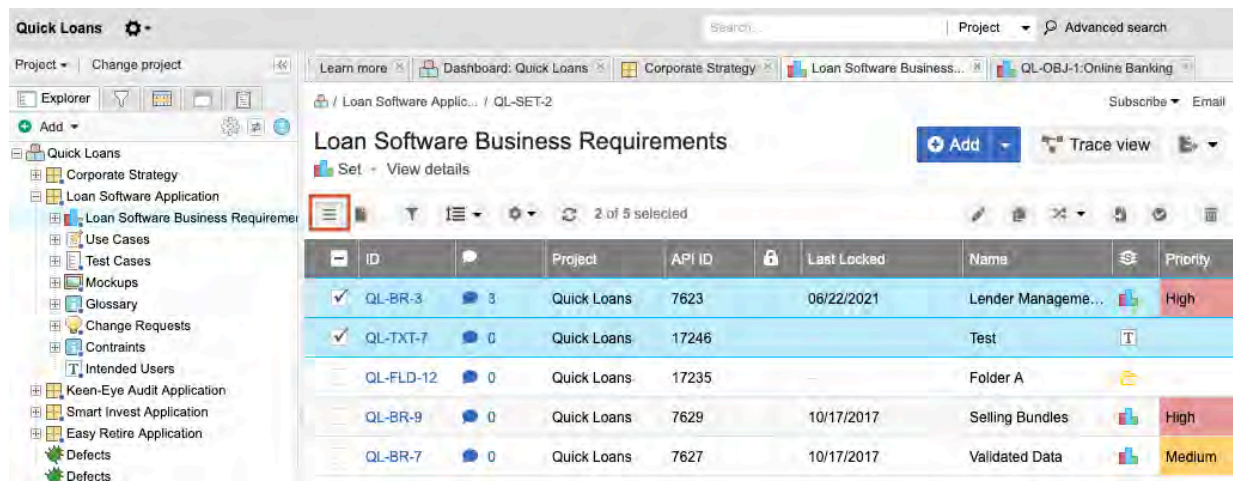 Quick Loans
Search...
Project
Advanced search
Project
Change project
Learn more
Dashboard: Quick Loans
Corporate Strategy
Loan Software Business...
QL-OBJ-1:Online Banking
Explorer
/ Loan Software Applic... / QL-SET-2
Subscribe
Email
Add
Loan Software Business Requirements
Add
Trace view
Set - View details
Quick Loans
Corporate Strategy
Loan Software Application
Loan Software Business Requiremen
Use Cases
Test Cases
Mockups
Glossary
Change Requests
Contraints
T Intended Users
Keen-Eye Audit Application
Smart Invest Application
Easy Retire Application
Defects
Defects
2 of 5 selected
ID Project API ID Last Locked Name Priority
QL-BR-3 3 Quick Loans 7623 06/22/2021 Lender Manageme... High
QL-TXT-7 0 Quick Loans 17246 Test T
QL-FLD-12 0 Quick Loans 17235 Folder A
QL-BR-9 0 Quick Loans 7629 10/17/2017 Selling Bundles High
QL-BR-7 0 Quick Loans 7627 10/17/2017 Validated Data Medium